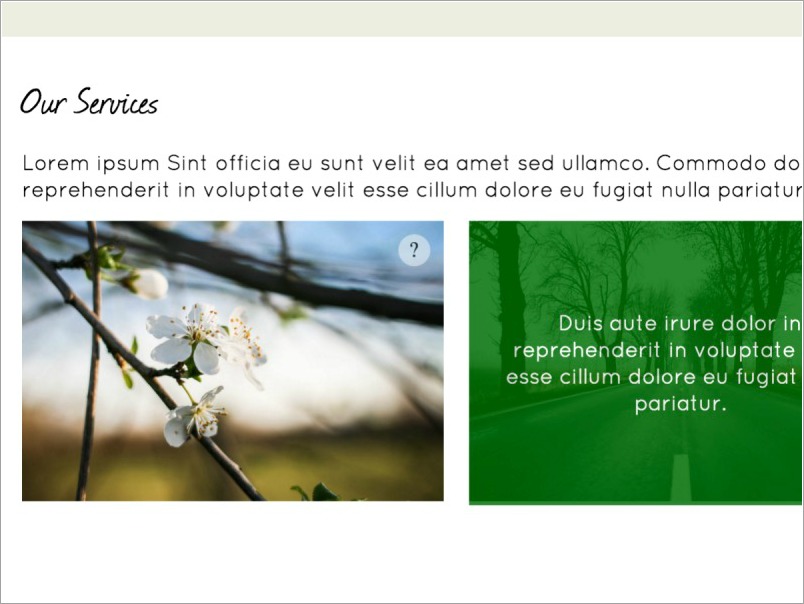 Our Services
Lorem ipsum Sint officia eu sunt velit ea amet sed ullamco. Commodo do
reprehenderit in voluptate velit esse cillum dolore eu fugiat nulla pariatur
?
Duis aute irure dolor in
reprehenderit in voluptate
esse cillum dolore eu fugiat
pariatur.